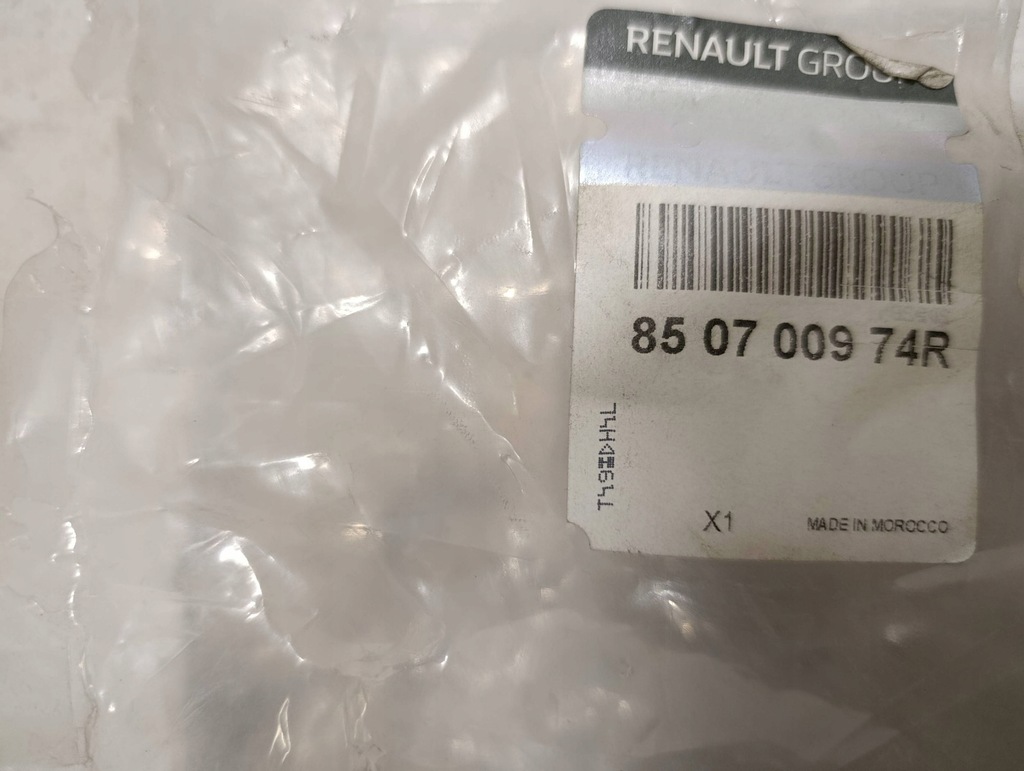 RENAULT GROUP
85 07 009 74R
X1
MADE IN MOROCCO